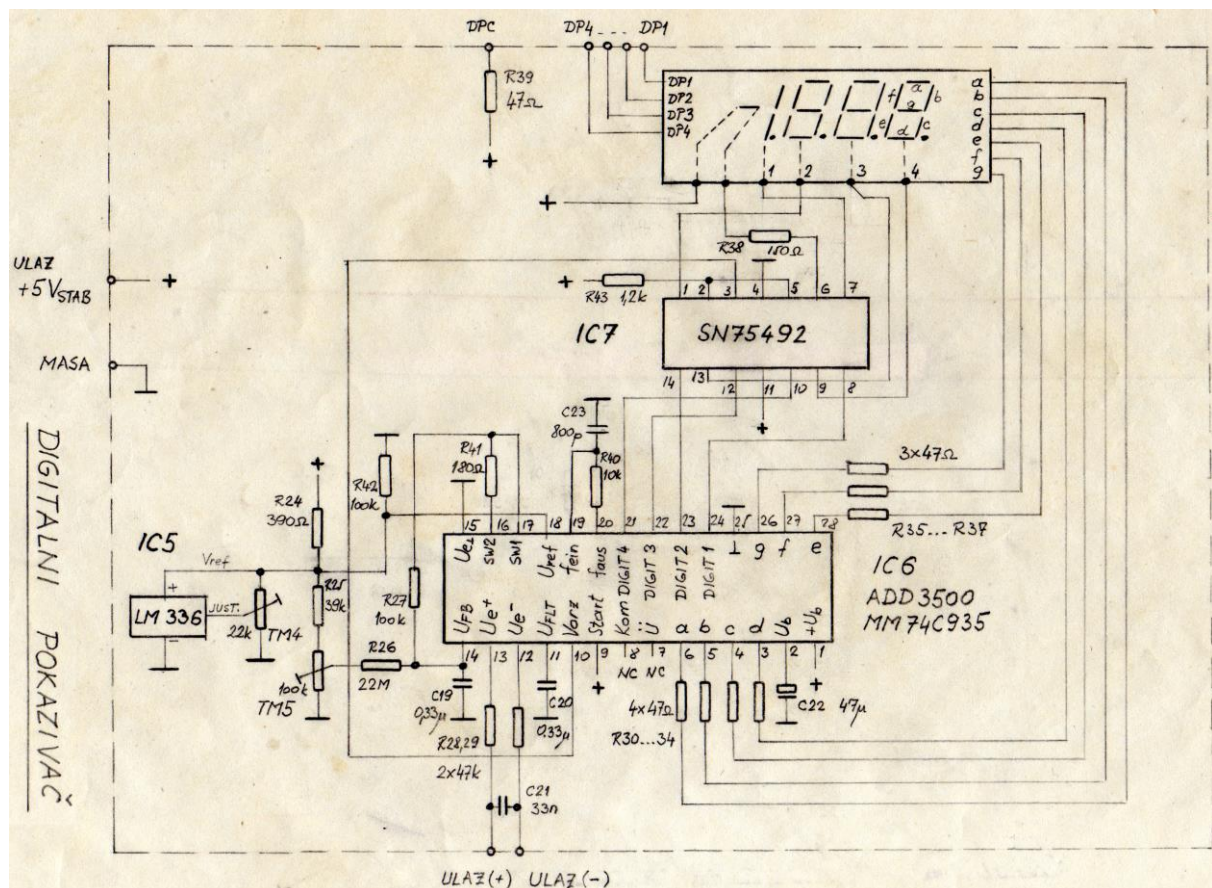 DPC
DP4 .... DP1
R39
47Ω
DP1
DP2
DP3
DP4
a
b
c
d
e
f
g
a
f
b
g
e
d
c
1
2
3
4
+
+
ULAZ
+5V STAB
+
MASA
R38
150Ω
+
R43
1,2k
1
2
3
4
5
6
7
IC7
SN75492
14
13
12
11
10
9
8
+
C23
800p
R40
10k
R41
180Ω
R42
100k
+
R24
390Ω
3x47Ω
R35...R37
15
16
17
18
19
20
21
22
23
24
25
26
27
28
Ue⊥
SW2
SW1
Uref
fein
faus
DIGIT4
DIGIT 3
DIGIT 2
DIGIT 1
⊥
g
f
e
UFB
Ue+
Ue-
UFLT
Vorz
Start
Kom
Ü
a
b
c
d
Ub
+Ub
14
13
12
11
10
9
8
7
6
5
4
3
2
1
NC
NC
+
+
IC6
ADD3500
MM74C935
IC5
Vref
+
LM 336
-
JUST.
22k
TM4
R25
39k
100k
TM5
R26
22M
R27
100k
C19
0,33µ
C20
0,33µ
R28,29
2x47k
C21
33n
4x47Ω
R30...34
C22
47µ
ULAZ (+)
ULAZ (-)
DIGITALNI POKAZIVAČ